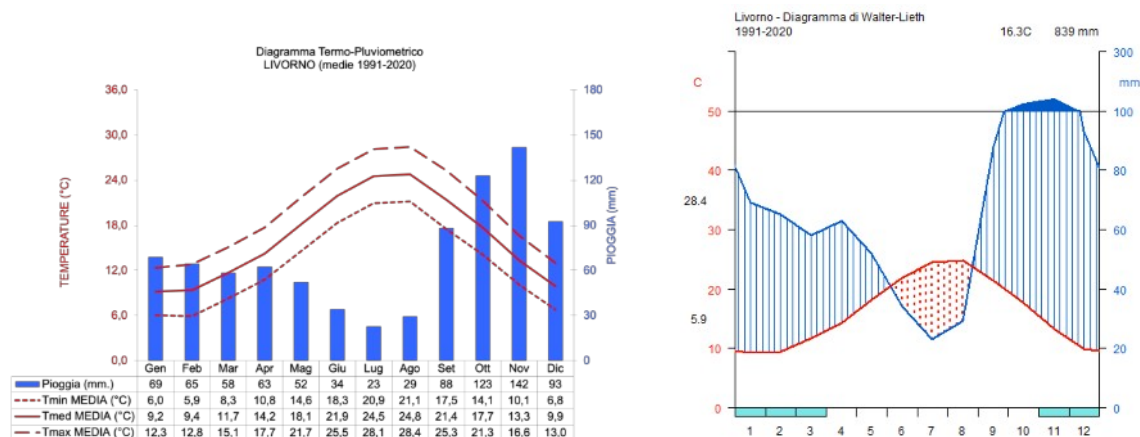 Diagramma Termo-Pluviometrico
LIVORNO (medie 1991-2020)
36,0
30,0
24,0
18,0
12,0
6,0
0,0
TEMPERATURE (°C)
180
150
120
90
60
30
0
PIOGGIA (mm)
Gen Feb Mar Apr Mag Giu Lug Ago Set Ott Nov Dic
Pioggia (mm.) 69 65 58 63 52 34 23 29 88 123 142 93
Tmin MEDIA (°C) 6,0 5,9 8,3 10,8 14,6 18,3 20,9 21,1 17,5 14,1 10,1 6,8
Tmed MEDIA (°C) 9,2 9,4 11,7 14,2 18,1 21,9 24,5 24,8 21,4 17,7 13,3 9,9
Tmax MEDIA (°C) 12,3 12,8 15,1 17,7 21,7 25,5 28,1 28,4 25,3 21,3 16,6 13,0
Livorno - Diagramma di Walter-Lieth
1991-2020 16.3C 839 mm
C
50
40
28.4
30
20
5.9
10
0
300
mm
100
80
60
40
20
0
1 2 3 4 5 6 7 8 9 10 11 12